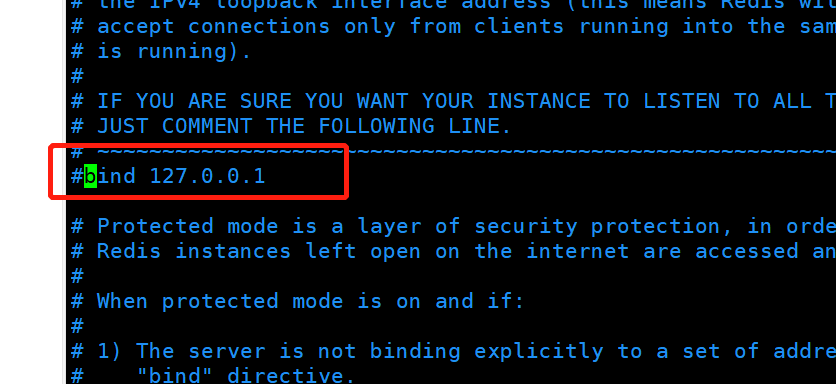 # the IPv4 loopback interface address (this means Redis wil
# accept connections only from clients running into the sam
# is running).
#
# IF YOU ARE SURE YOU WANT YOUR INSTANCE TO LISTEN TO ALL T
# JUST COMMENT THE FOLLOWING LINE.
# ~~~~~~~~~~~~~~~~~~~~~~~~~~~~~~~~~~~~~~~~~~~~~~~~~~~~~~~~~
#bind 127.0.0.1
# Protected mode is a layer of security protection, in orde
# Redis instances left open on the internet are accessed an
#
# When protected mode is on and if:
#
# 1) The server is not binding explicitly to a set of addre
#    "bind" directive.